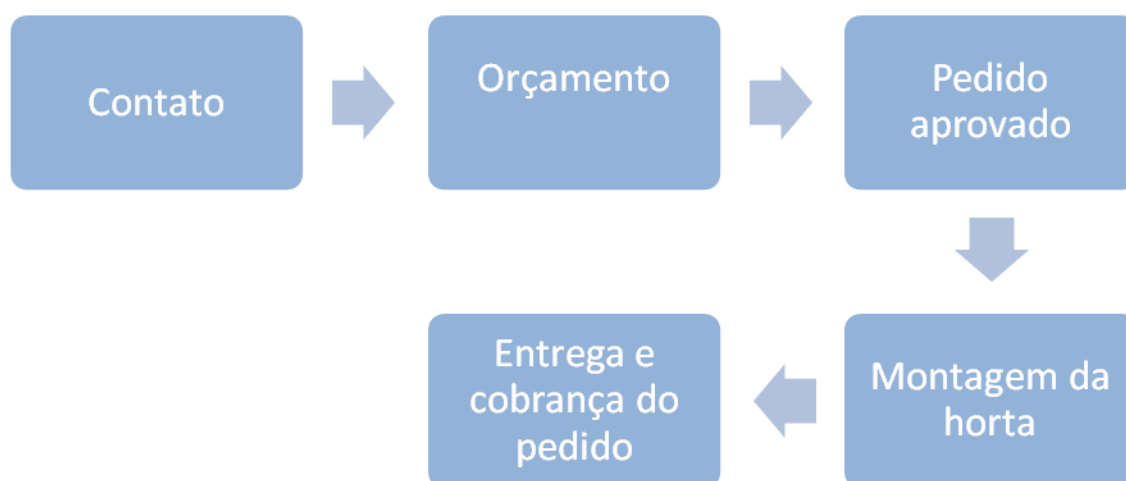 Contato
Orçamento
Pedido
aprovado
Montagem da
horta
Entrega e
cobrança do
pedido